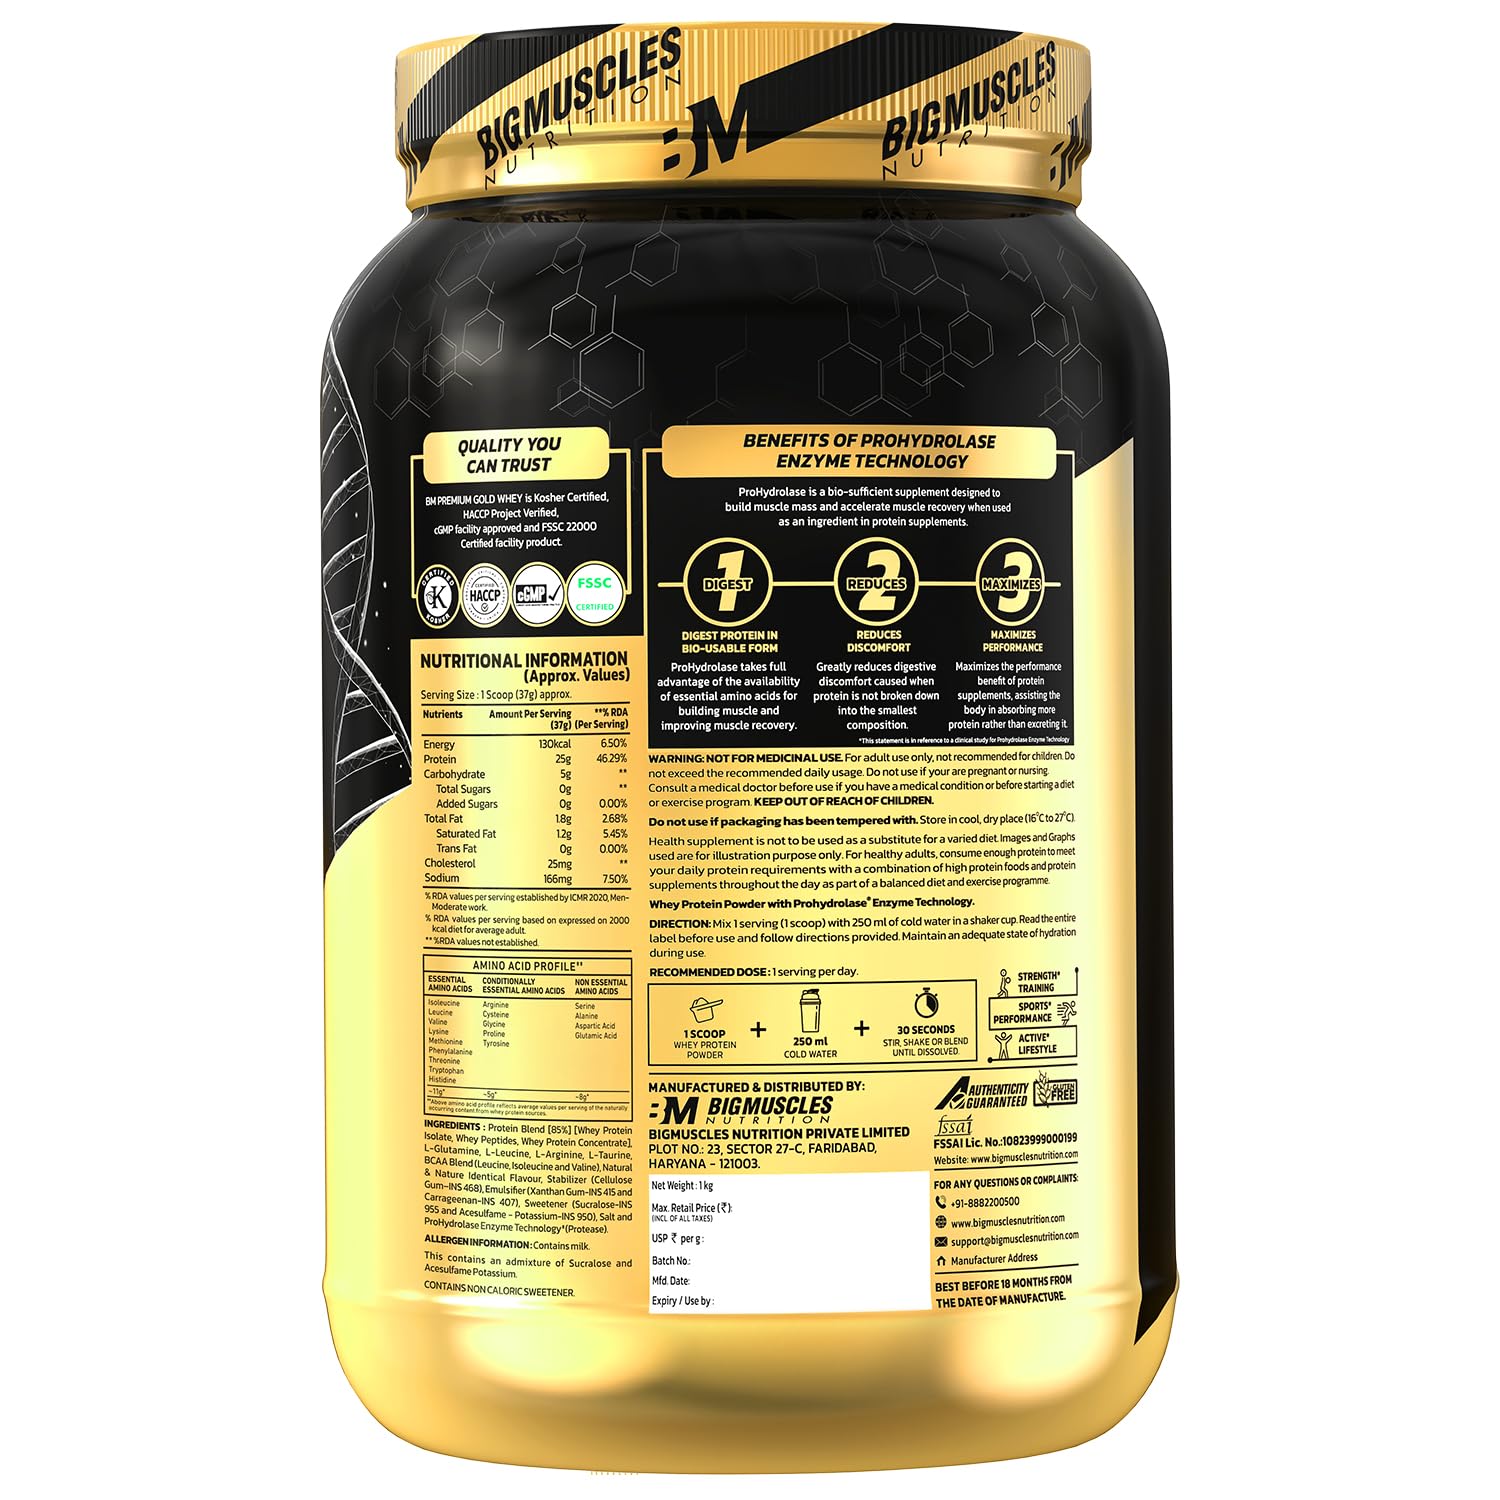 BIGMUSCLES
NUTRITION
BM
BIGMUSCLES
NUTRITION
QUALITY YOU
CAN TRUST
BM PREMIUM GOLD WHEY is Kosher Certified,
HACCP Project Verified,
cGMP facility approved and FSSC 22000
Certified facility product.
CERTIFIED
K
KOSHER
CERTIFIED
HACCP
cGMP
FSSC
CERTIFIED
NUTRITIONAL INFORMATION
(Approx. Values)
Serving Size : 1 Scoop (37g) approx.
Nutrients Amount Per Serving **% RDA
(37g) (Per Serving)
Energy 130kcal 6.50%
Protein 25g 46.29%
Carbohydrate 5g **
Total Sugars 0g **
Added Sugars 0g 0.00%
Total Fat 1.8g 2.68%
Saturated Fat 1.2g 5.45%
Trans Fat 0g 0.00%
Cholesterol 25mg **
Sodium 166mg 7.50%
% RDA values per serving established by ICMR 2020, Men-
Moderate work.
% RDA values per serving based on expressed on 2000
kcal diet for average adult.
** %RDA values not established.
AMINO ACID PROFILE**
ESSENTIAL CONDITIONALLY NON ESSENTIAL
AMINO ACIDS ESSENTIAL AMINO ACIDS AMINO ACIDS
Isoleucine Arginine Serine
Leucine Cysteine Alanine
Valine Glycine Aspartic Acid
Lysine Proline Glutamic Acid
Methionine Tyrosine
Phenylalanine
Threonine
Tryptophan
Histidine
~11g* ~5g* ~8g*
**Above amino acid profile reflects average values per serving of the naturally
occurring content from whey protein sources.
INGREDIENTS : Protein Blend [85%] [Whey Protein
Isolate, Whey Peptides, Whey Protein Concentrate],
L-Glutamine, L-Leucine, L-Arginine, L-Taurine,
BCAA Blend (Leucine, Isoleucine and Valine), Natural
& Nature Identical Flavour, Stabilizer (Cellulose
Gum-INS 468), Emulsifier (Xanthan Gum-INS 415 and
Carrageenan-INS 407), Sweetener (Sucralose-INS
955 and Acesulfame - Potassium-INS 950), Salt and
ProHydrolase Enzyme Technology*(Protease).
ALLERGEN INFORMATION : Contains milk.
This contains an admixture of Sucralose and
Acesulfame Potassium.
CONTAINS NON CALORIC SWEETENER.
BENEFITS OF PROHYDROLASE
ENZYME TECHNOLOGY
ProHydrolase is a bio-sufficient supplement designed to
build muscle mass and accelerate muscle recovery when used
as an ingredient in protein supplements.
1
DIGEST
DIGEST PROTEIN IN
BIO-USABLE FORM
ProHydrolase takes full
advantage of the availability
of essential amino acids for
building muscle and
improving muscle recovery.
2
REDUCES
REDUCES
DISCOMFORT
Greatly reduces digestive
discomfort caused when
protein is not broken down
into the smallest
composition.
3
MAXIMIZES
MAXIMIZES
PERFORMANCE
Maximizes the performance
benefit of protein
supplements, assisting the
body in absorbing more
protein rather than excreting it.
*This statement is in reference to a clinical study for Prohydrolase Enzyme Technology
WARNING: NOT FOR MEDICINAL USE. For adult use only, not recommended for children. Do
not exceed the recommended daily usage. Do not use if your are pregnant or nursing.
Consult a medical doctor before use if you have a medical condition or before starting a diet
or exercise program. KEEP OUT OF REACH OF CHILDREN.
Do not use if packaging has been tempered with. Store in cool, dry place (16°C to 27°C).
Health supplement is not to be used as a substitute for a varied diet. Images and Graphs
used are for illustration purpose only. For healthy adults, consume enough protein to meet
your daily protein requirements with a combination of high protein foods and protein
supplements throughout the day as part of a balanced diet and exercise programme.
Whey Protein Powder with Prohydrolase® Enzyme Technology.
DIRECTION: Mix 1 serving (1 scoop) with 250 ml of cold water in a shaker cup. Read the entire
label before use and follow directions provided. Maintain an adequate state of hydration
during use.
RECOMMENDED DOSE : 1 serving per day.
1 SCOOP
WHEY PROTEIN
POWDER
+
250 ml
COLD WATER
+
30 SECONDS
STIR, SHAKE OR BLEND
UNTIL DISSOLVED.
STRENGTH*
TRAINING
SPORTS*
PERFORMANCE
ACTIVE*
LIFESTYLE
MANUFACTURED & DISTRIBUTED BY:
BM BIGMUSCLES
NUTRITION
BIGMUSCLES NUTRITION PRIVATE LIMITED
PLOT NO.: 23, SECTOR 27-C, FARIDABAD,
HARYANA - 121003.
Net Weight : 1 kg
Max. Retail Price (₹):
(INCL. OF ALL TAXES)
USP ₹ per g :
Batch No.:
Mfd. Date:
Expiry / Use by :
AUTHENTICITY
GUARANTEED
GLUTEN
FREE
fssai
FSSAI Lic. No.:10823999000199
Website: www.bigmusclesnutrition.com
FOR ANY QUESTIONS OR COMPLAINTS:
+91-8882200500
www.bigmusclesnutrition.com
support@bigmusclesnutrition.com
Manufacturer Address
BEST BEFORE 18 MONTHS FROM
THE DATE OF MANUFACTURE.